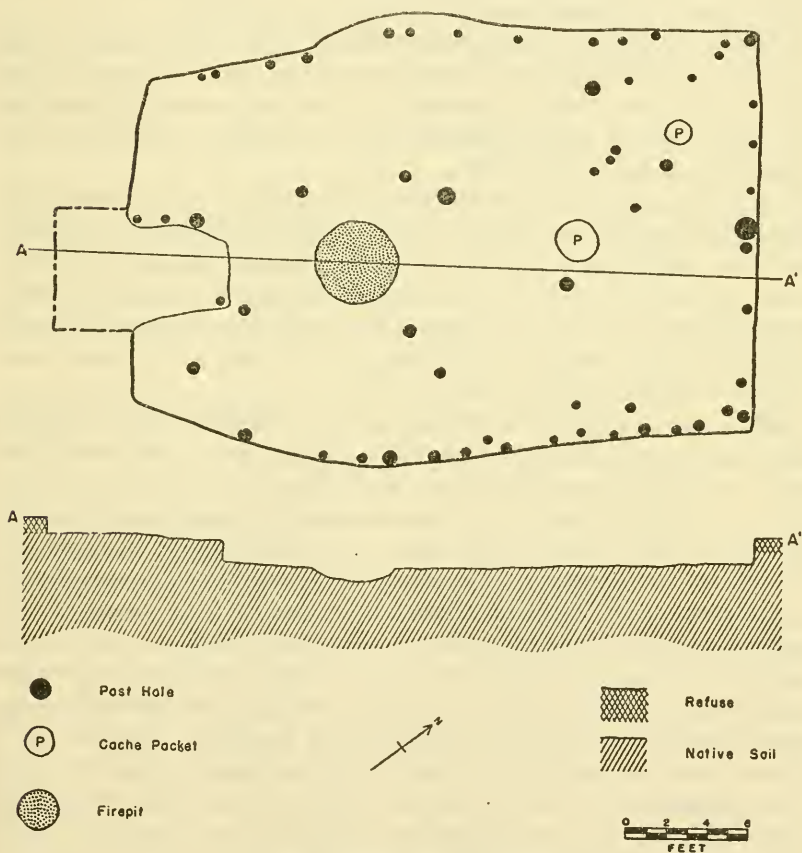 P
P
A
A'
A
A'
Post Hole
Refuse
P
Cache Pocket
N
Native Soil
Firepit
0 2 4 6
FEET